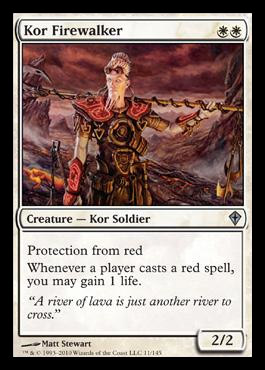 Kor Firewalker
Creature — Kor Soldier
Protection from red
Whenever a player casts a red spell,
you may gain 1 life.
“A river of lava is just another river to
cross.”
Matt Stewart
™ & © 1993–2010 Wizards of the Coast LLC 11/145
2/2